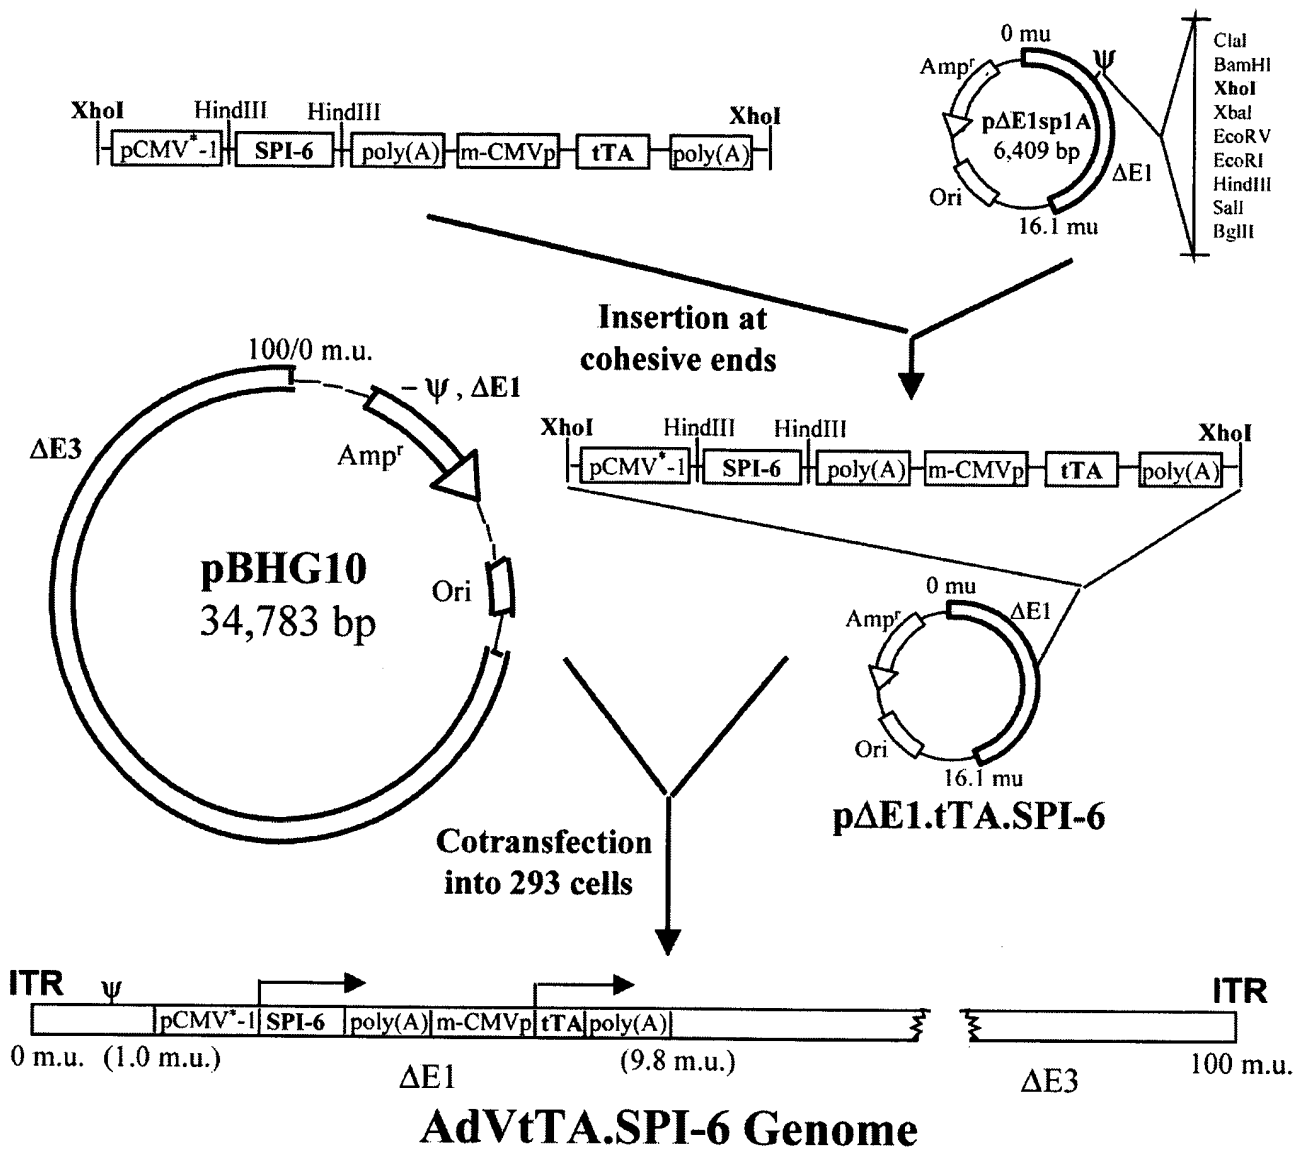 XhoI HindIII HindIII XhoI
pCMV*-1 SPI-6 poly(A) m-CMVp tTA poly(A)
0 mu
Ampr
Ψ
pΔE1sp1A
6,409 bp
ΔE1
Ori
16.1 mu
ClaI
BamHI
XhoI
XbaI
EcoRV
EcoRI
HindIII
SalI
BglII
Insertion at
cohesive ends
100/0 m.u.
– Ψ , ΔE1
ΔE3
Ampr
pBHG10
34,783 bp
Ori
XhoI HindIII HindIII XhoI
pCMV*-1 SPI-6 poly(A) m-CMVp tTA poly(A)
0 mu
Ampr
ΔE1
Ori
16.1 mu
pΔE1.tTA.SPI-6
Cotransfection
into 293 cells
ITR Ψ ITR
pCMV*-1 SPI-6 poly(A) m-CMVp tTA poly(A)
0 m.u. (1.0 m.u.) (9.8 m.u.) 100 m.u.
ΔE1 ΔE3
AdVtTA.SPI-6 Genome